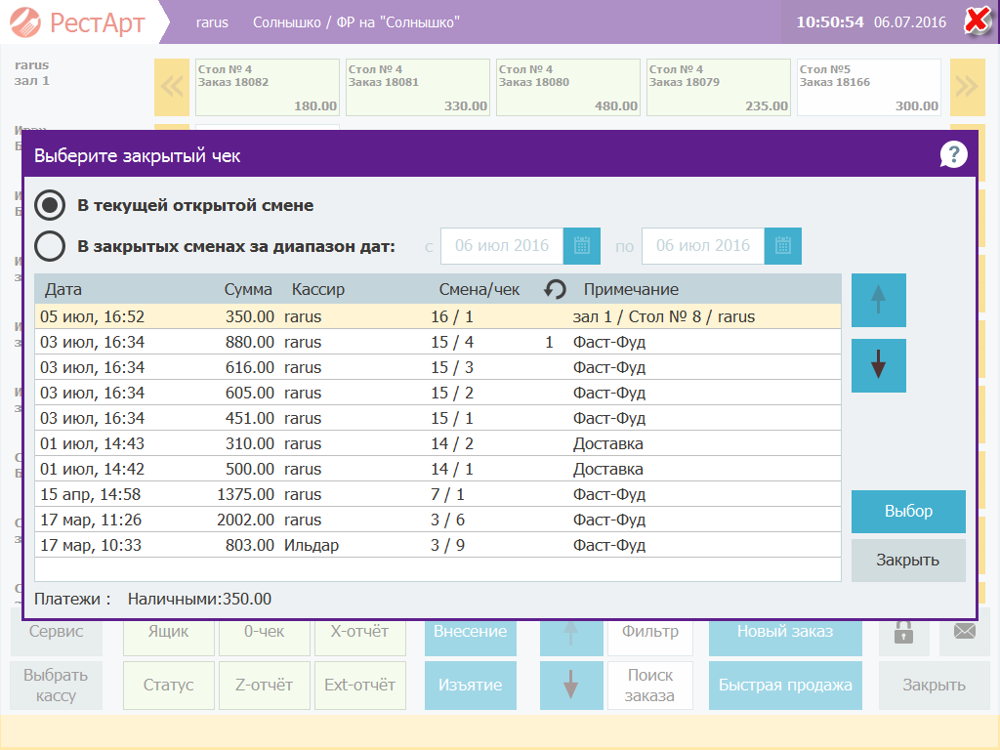 РестАрт
rarus Солнышко / ФР на "Солнышко"
10:50:54 06.07.2016
rarus
зал 1
Стол № 4
Заказ 18082
180.00
Стол № 4
Заказ 18081
330.00
Стол № 4
Заказ 18080
480.00
Стол № 4
Заказ 18079
235.00
Стол №5
Заказ 18166
300.00
Выберите закрытый чек
?
В текущей открытой смене
В закрытых сменах за диапазон дат: с 06 июл 2016 по 06 июл 2016
Дата Сумма Кассир Смена/чек Примечание
05 июл, 16:52 350.00 rarus 16 / 1 зал 1 / Стол № 8 / rarus
03 июл, 16:34 880.00 rarus 15 / 4 1 Фаст-Фуд
03 июл, 16:34 616.00 rarus 15 / 3 Фаст-Фуд
03 июл, 16:34 605.00 rarus 15 / 2 Фаст-Фуд
03 июл, 16:34 451.00 rarus 15 / 1 Фаст-Фуд
01 июл, 14:43 310.00 rarus 14 / 2 Доставка
01 июл, 14:42 500.00 rarus 14 / 1 Доставка
15 апр, 14:58 1375.00 rarus 7 / 1 Фаст-Фуд
17 мар, 11:26 2002.00 rarus 3 / 6 Фаст-Фуд
17 мар, 10:33 803.00 Ильдар 3 / 9 Фаст-Фуд
Выбор
Закрыть
Платежи : Наличными:350.00
Сервис Ящик 0-чек X-отчёт Внесение Фильтр Новый заказ
Выбрать
кассу
Статус Z-отчёт Ext-отчёт Изъятие
Поиск
заказа
Быстрая продажа Закрыть